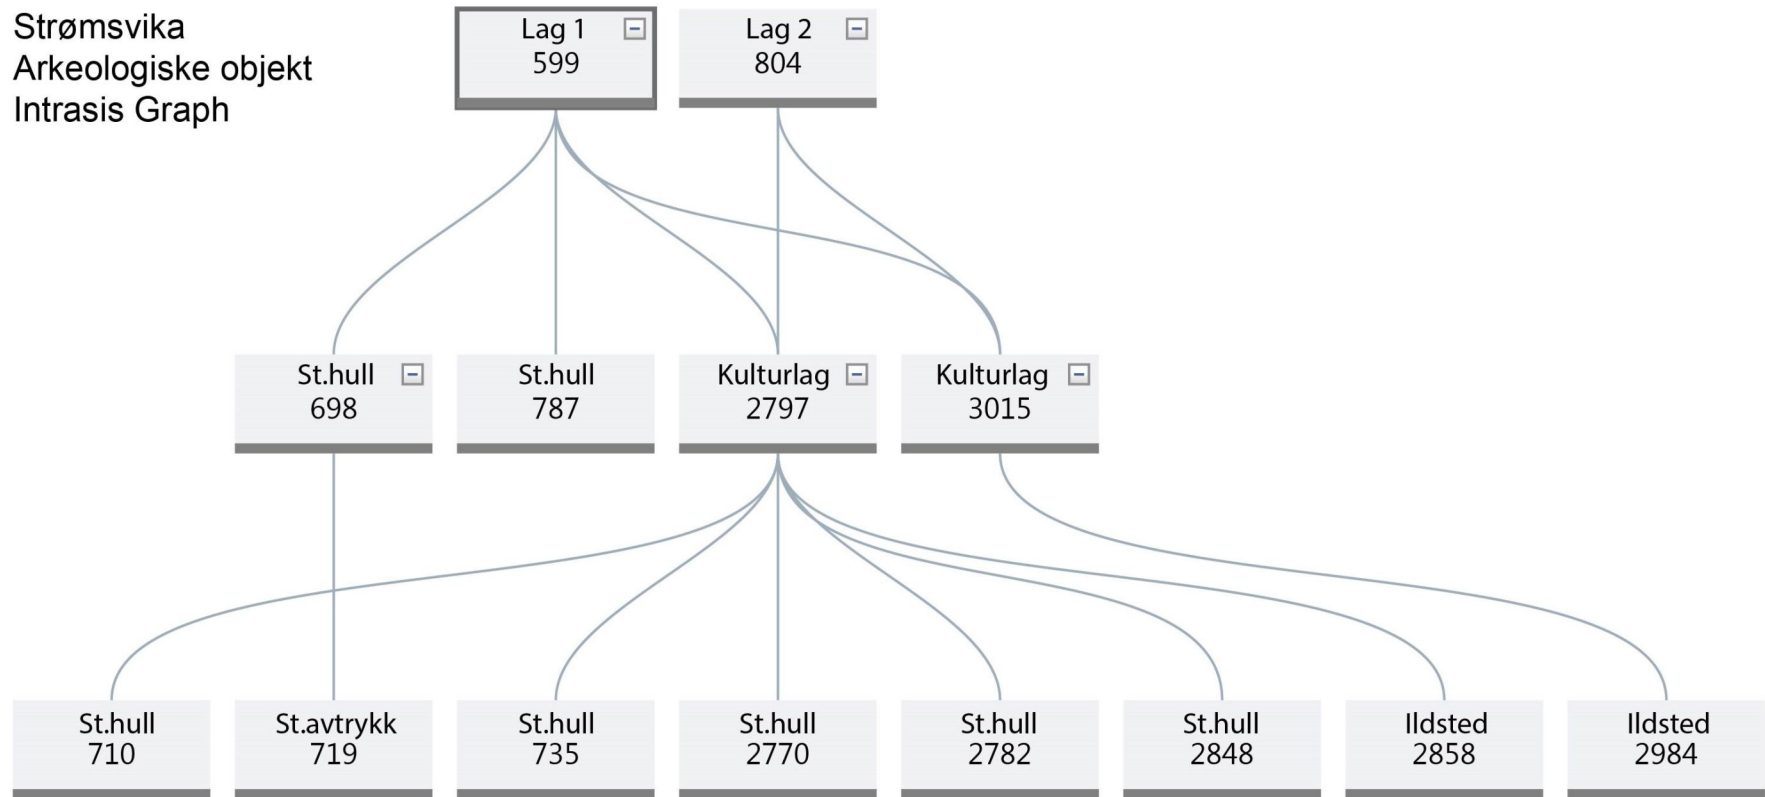 Strømsvika
Arkeologiske objekt
Intrasis Graph
Lag 1
599
Lag 2
804
St.hull
698
St.hull
787
Kulturlag
2797
Kulturlag
3015
St.hull
710
St.avtrykk
719
St.hull
735
St.hull
2770
St.hull
2782
St.hull
2848
Ildsted
2858
Ildsted
2984